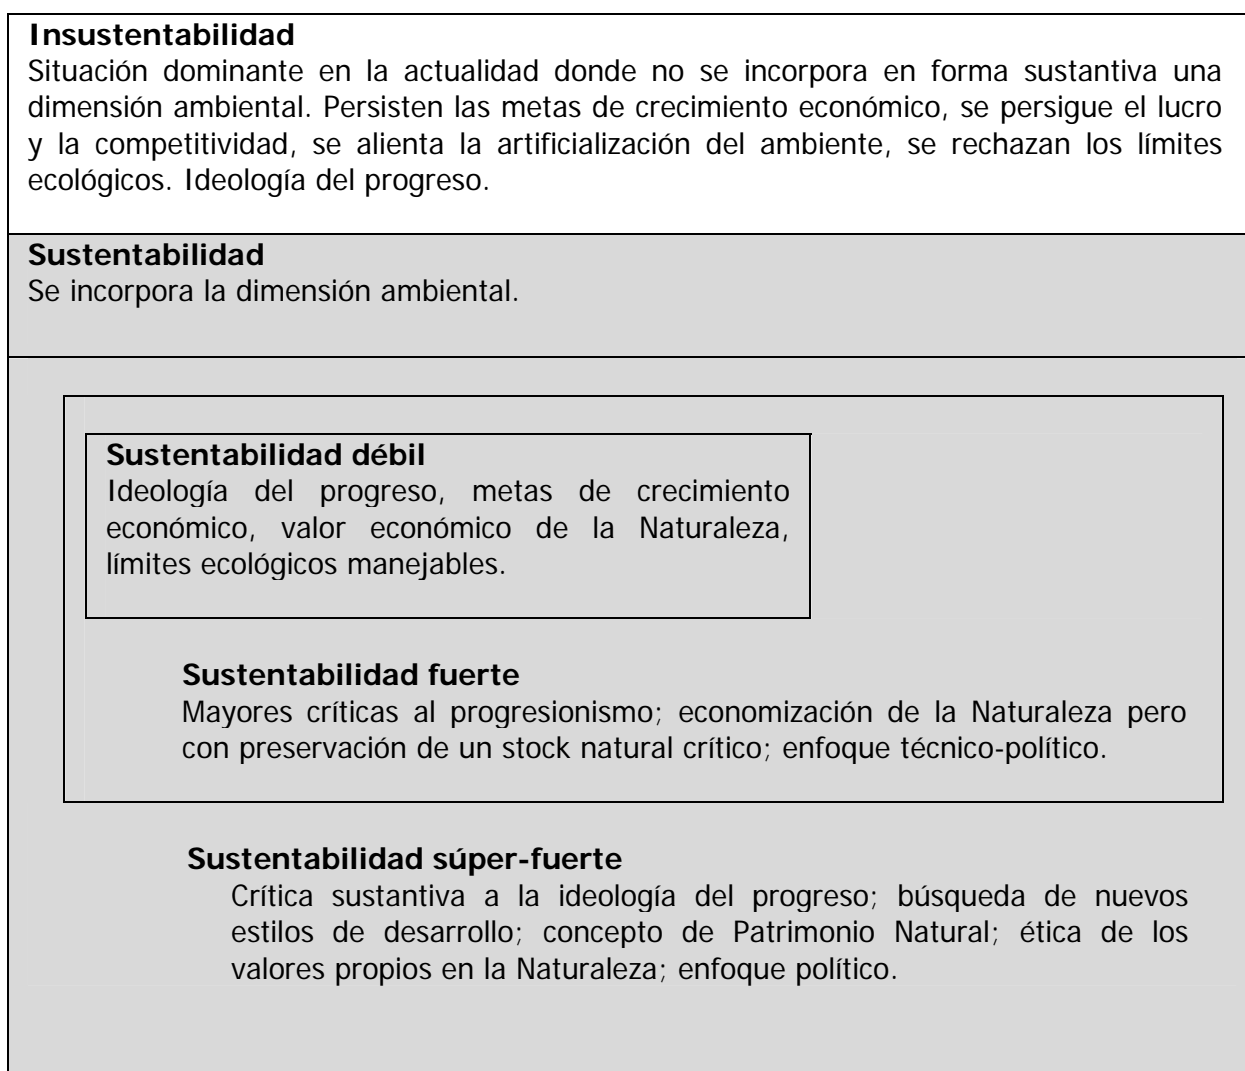 Insustentabilidad
Situación dominante en la actualidad donde no se incorpora en forma sustantiva una
dimensión ambiental. Persisten las metas de crecimiento económico, se persigue el lucro
y la competitividad, se alienta la artificialización del ambiente, se rechazan los límites
ecológicos. Ideología del progreso.
Sustentabilidad
Se incorpora la dimensión ambiental.
Sustentabilidad débil
Ideología del progreso, metas de crecimiento
económico, valor económico de la Naturaleza,
límites ecológicos manejables.
Sustentabilidad fuerte
Mayores críticas al progresionismo; economización de la Naturaleza pero
con preservación de un stock natural crítico; enfoque técnico-político.
Sustentabilidad súper-fuerte
Crítica sustantiva a la ideología del progreso; búsqueda de nuevos
estilos de desarrollo; concepto de Patrimonio Natural; ética de los
valores propios en la Naturaleza; enfoque político.